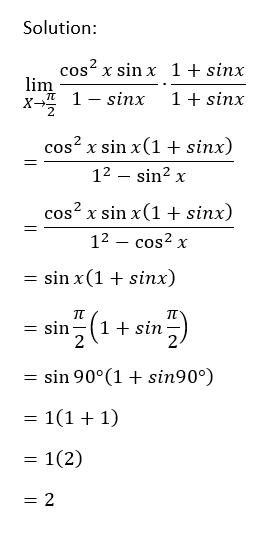 Solution:
lim X→π/2 cos² x sin x / 1 − sinx · 1 + sinx / 1 + sinx
= cos² x sin x(1 + sinx) / 1² − sin² x
= cos² x sin x(1 + sinx) / 1² − cos² x
= sin x(1 + sinx)
= sin π/2 (1 + sin π/2)
= sin 90°(1 + sin90°)
= 1(1 + 1)
= 1(2)
= 2